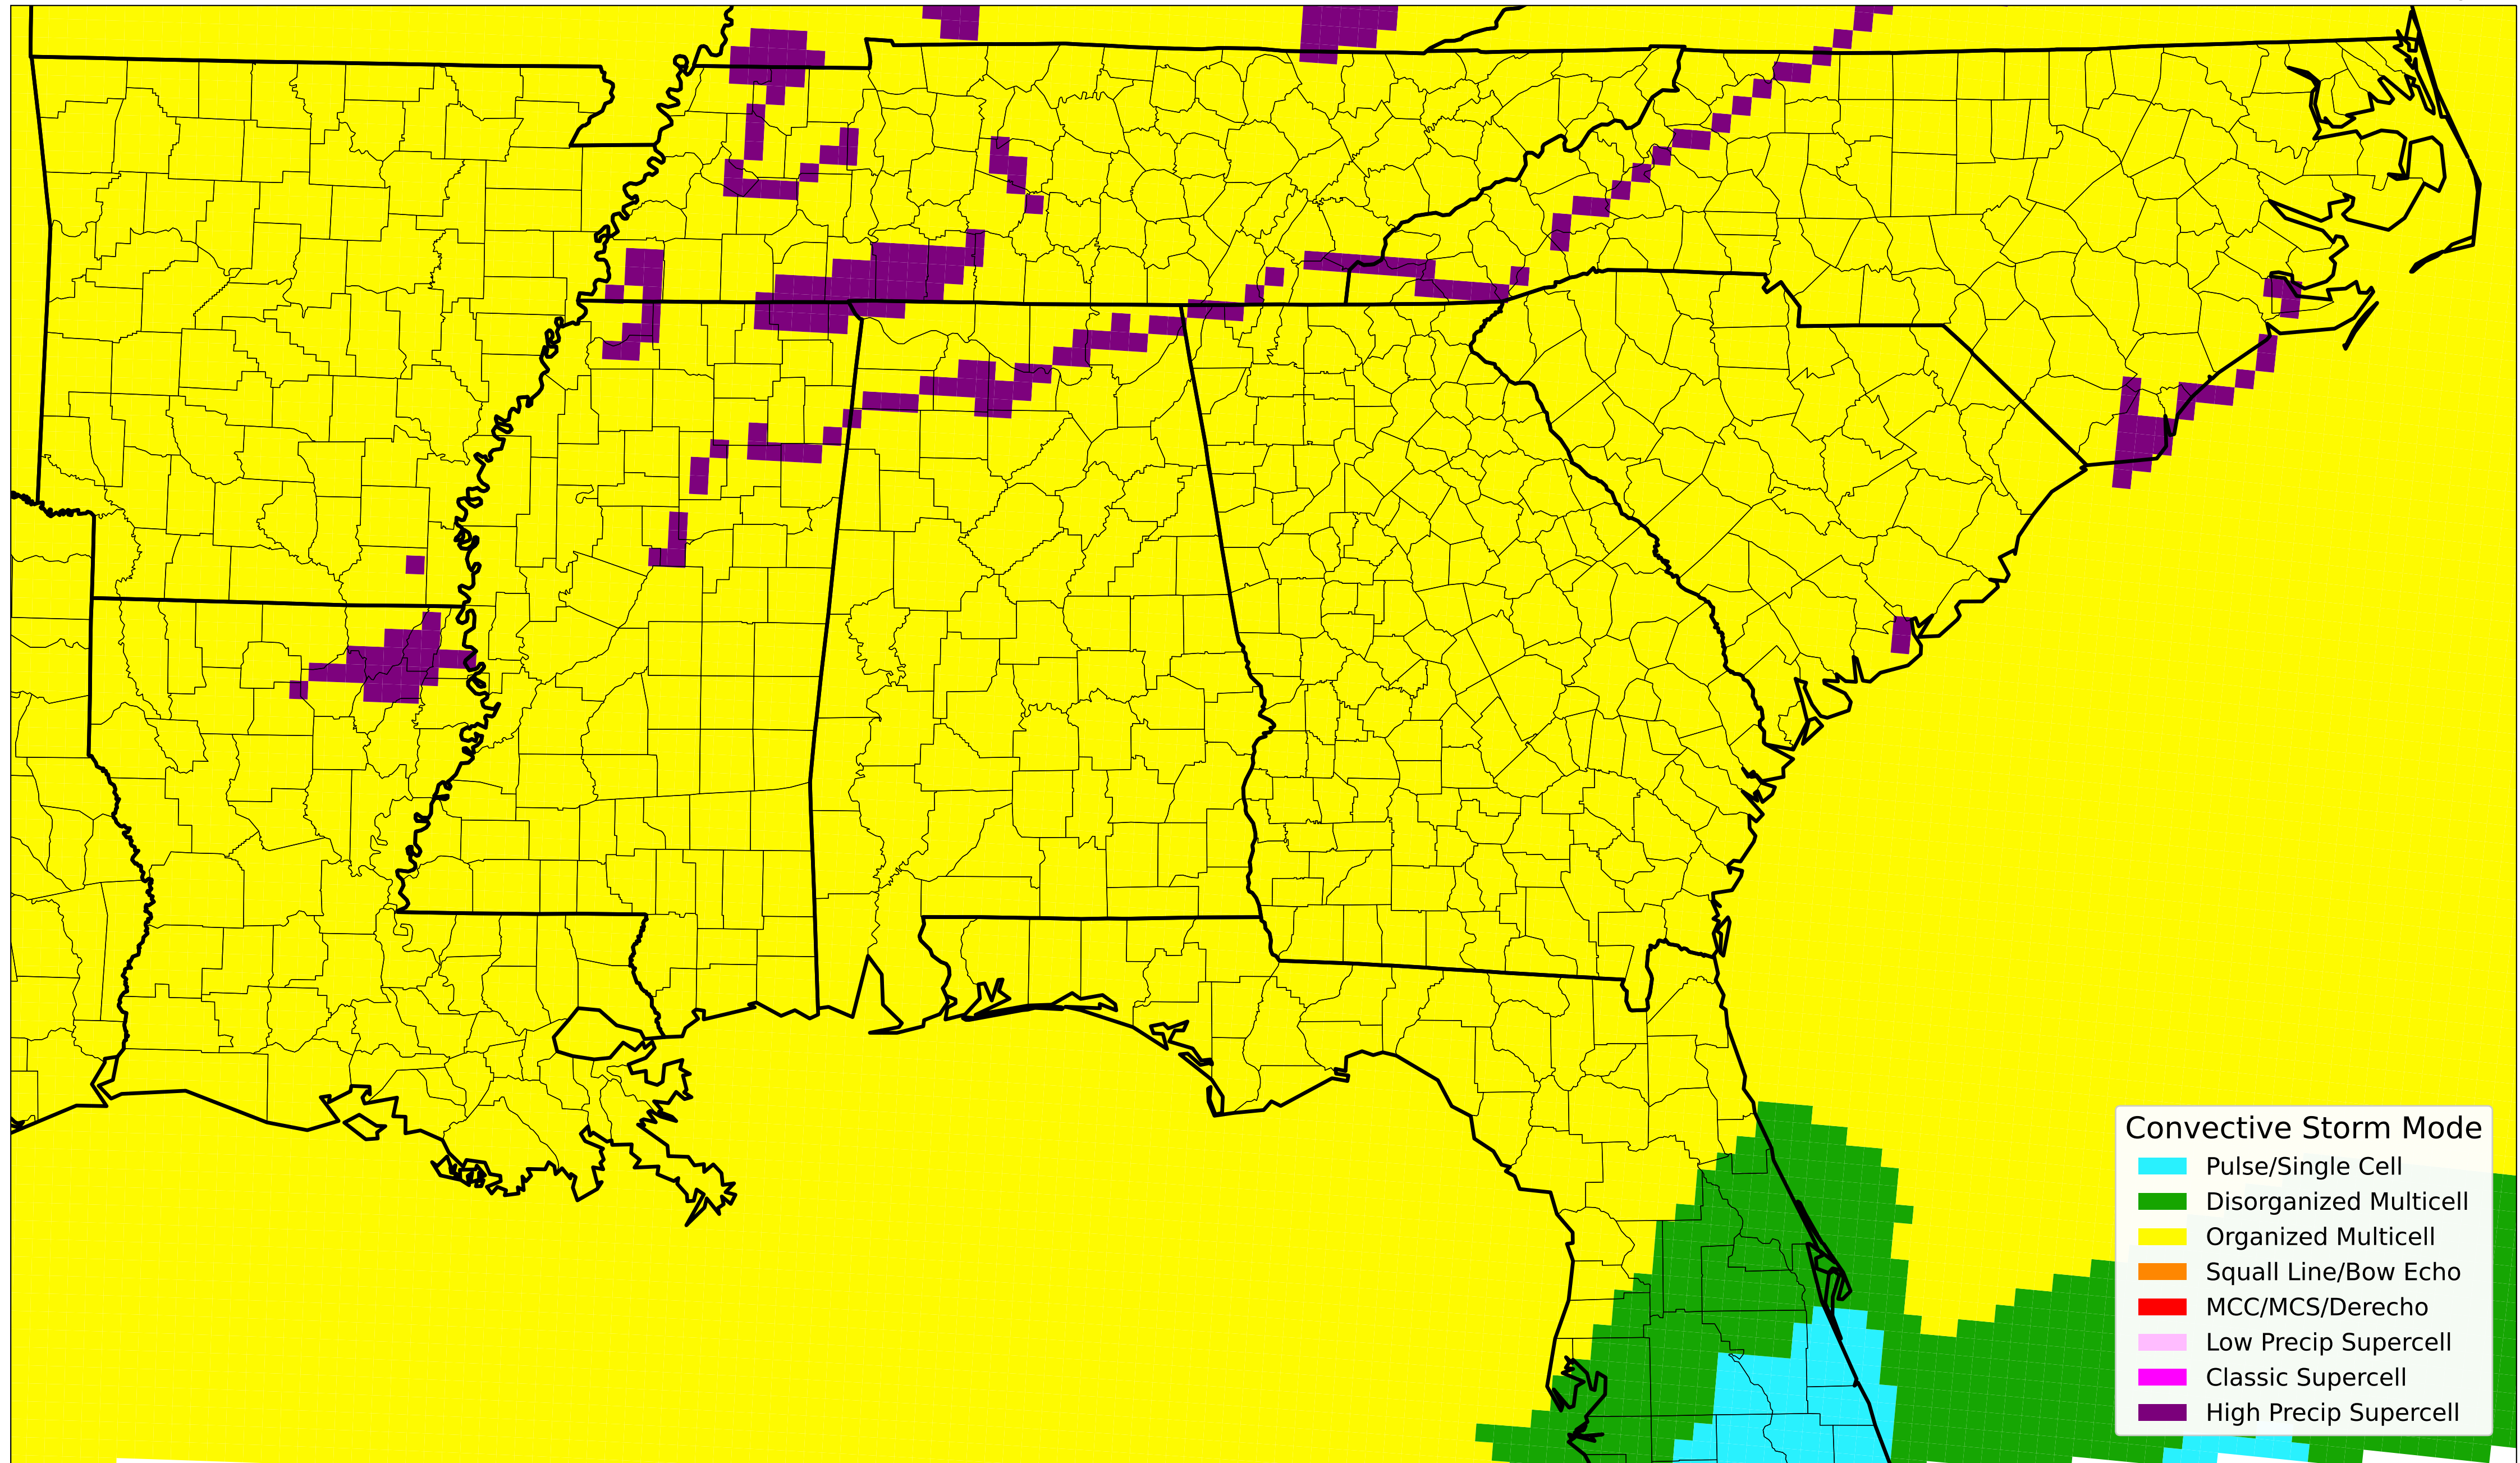 Convective Storm Mode
Pulse/Single Cell
Disorganized Multicell
Organized Multicell
Squall Line/Bow Echo
MCC/MCS/Derecho
Low Precip Supercell
Classic Supercell
High Precip Supercell